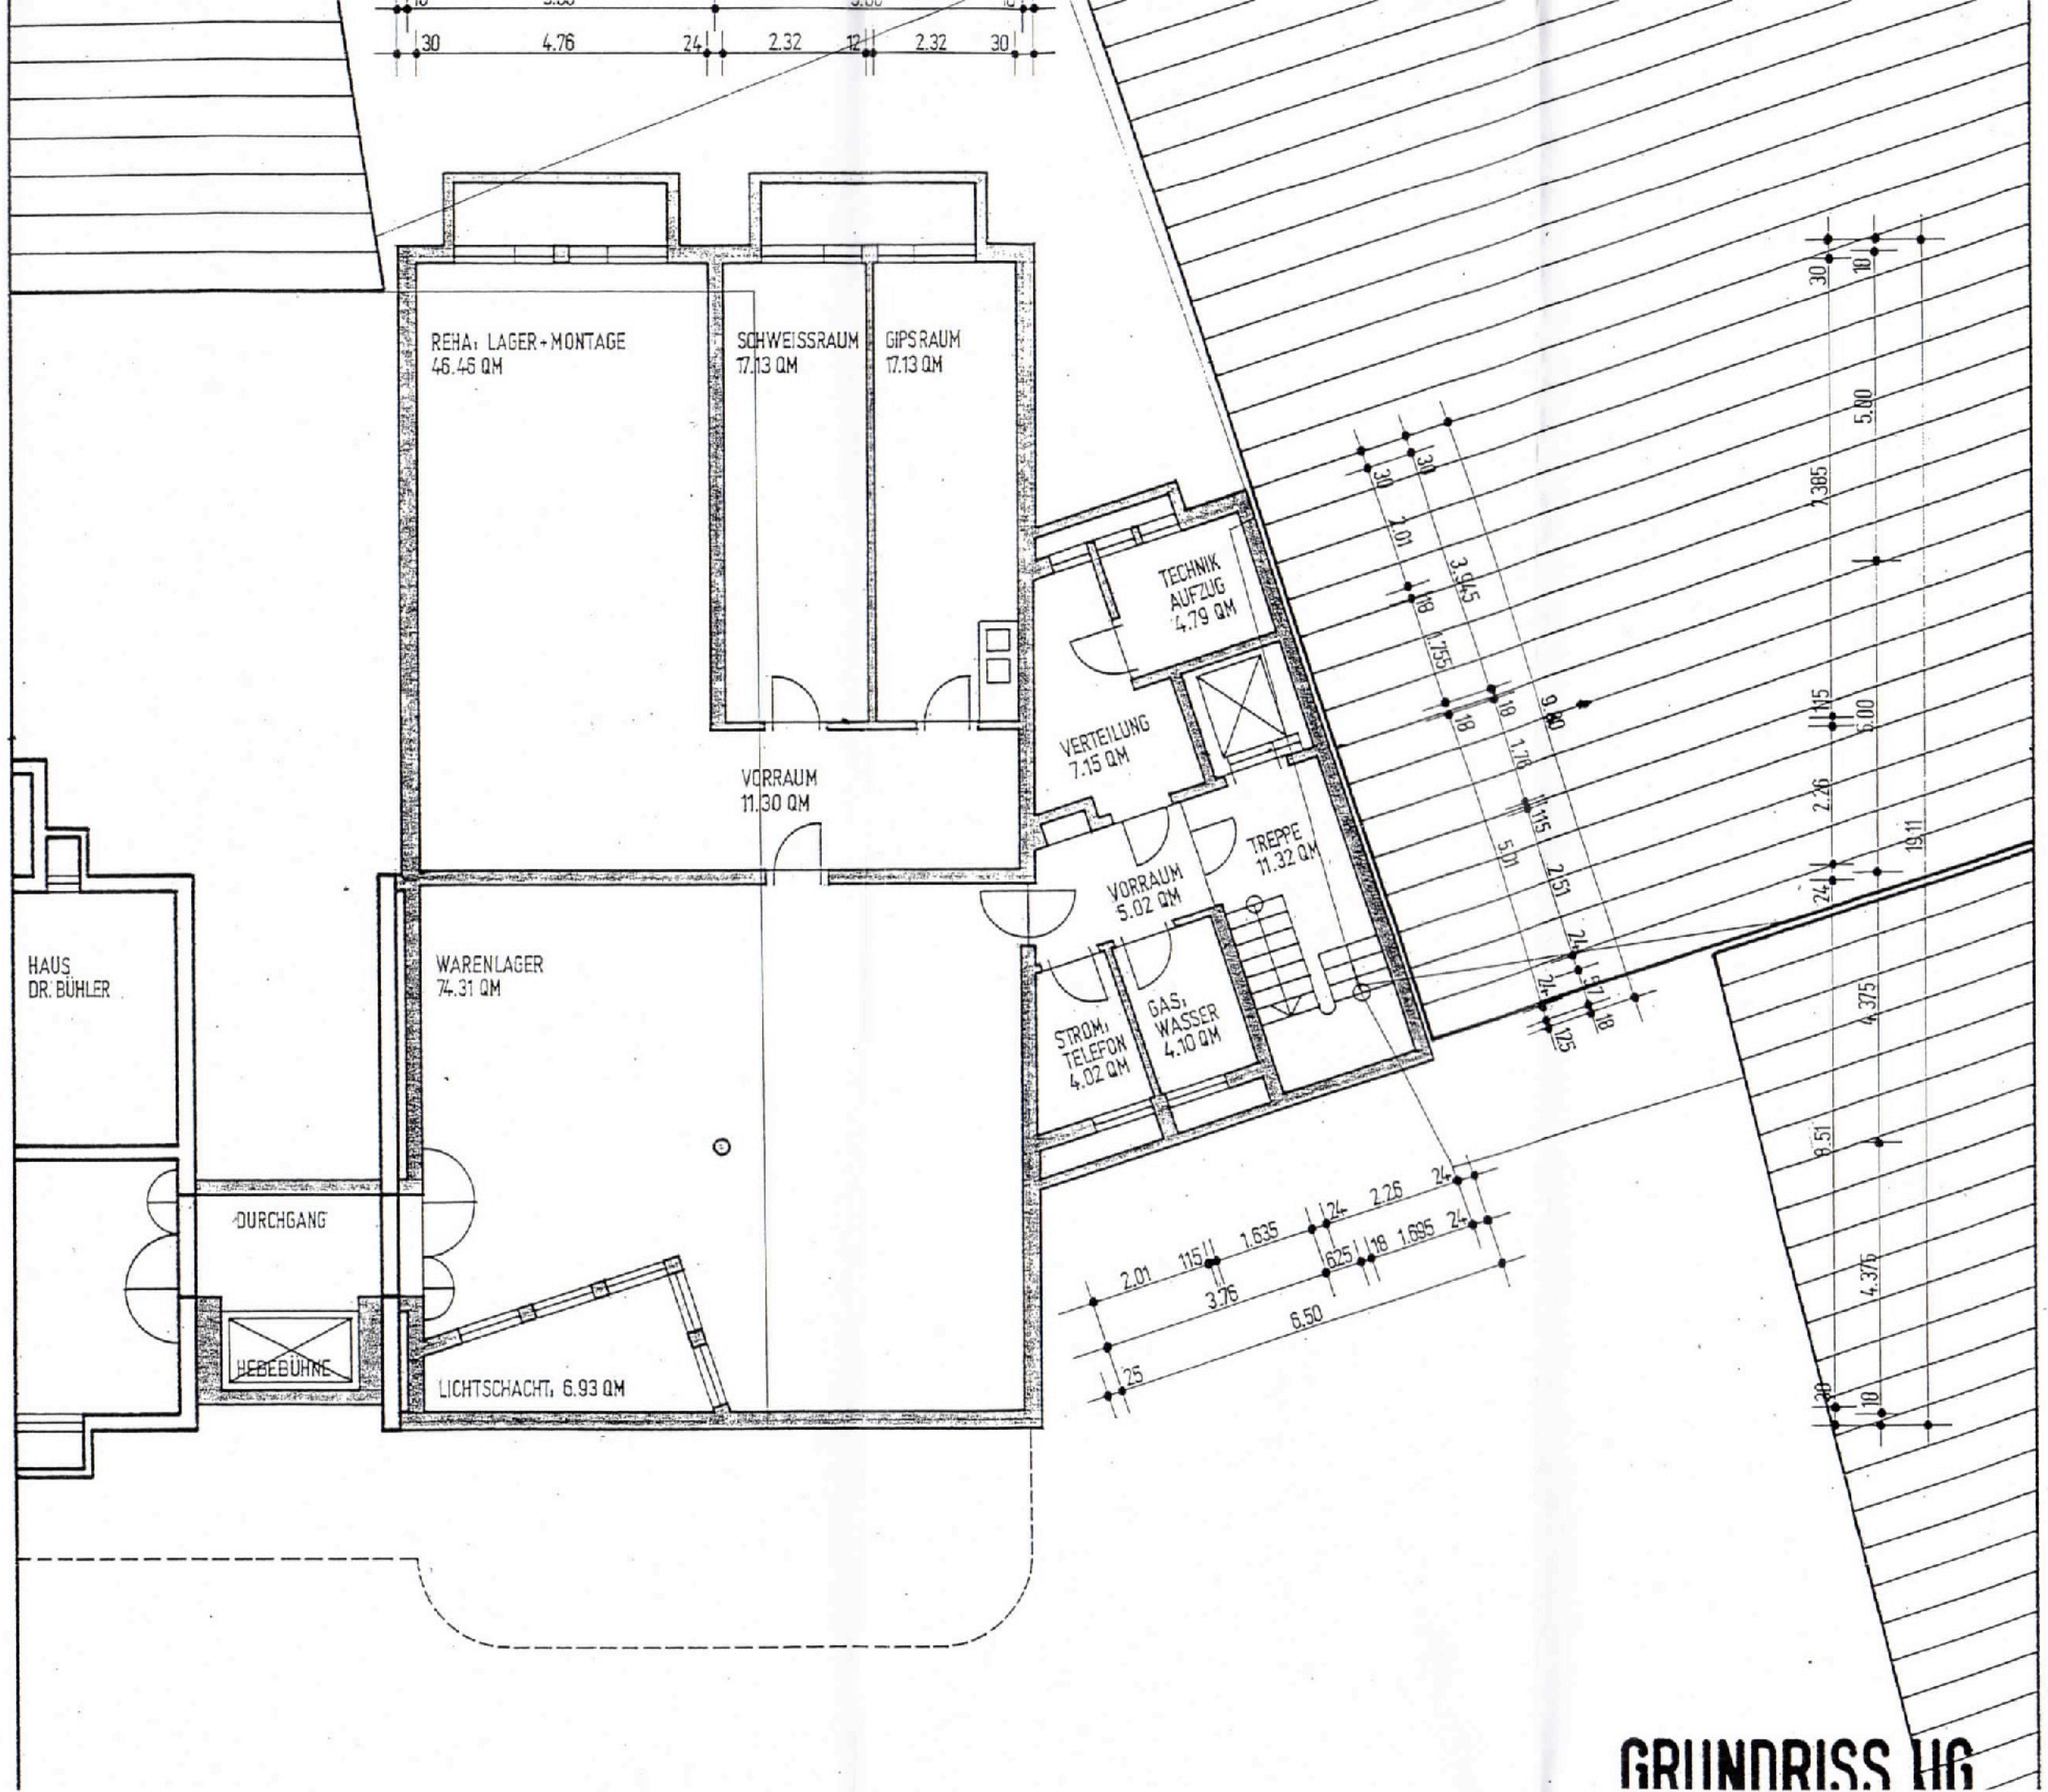 30 4.76 24 2.32 12 2.32 30
REHA: LAGER+MONTAGE
46.46 QM
SCHWEISSRAUM
17.13 QM
GIPSRAUM
17.13 QM
TECHNIK
AUFZUG
4.79 QM
VERTEILUNG
7.15 QM
VORRAUM
11.30 QM
TREPPE
11.32 QM
VORRAUM
5.02 QM
HAUS
DR. BÜHLER
WARENLAGER
74.31 QM
STROM,
TELEFON
4.02 QM
GAS,
WASSER
4.10 QM
DURCHGANG
HEBEBÜHNE
LICHTSCHACHT: 6.93 QM
30 2.01 18 1.755 18 5.01 24 125
30 3.945 18 1.76 115 2.51 24 57 18
9.80
30 7.385 115 2.26 24 8.51 30
10 5.00 5.00 4.375 4.375 10
19.11
2.01 115 1.635 24 2.26 24
3.76 625 18 1.695 24
6.50
25
GRUNDRISS UG